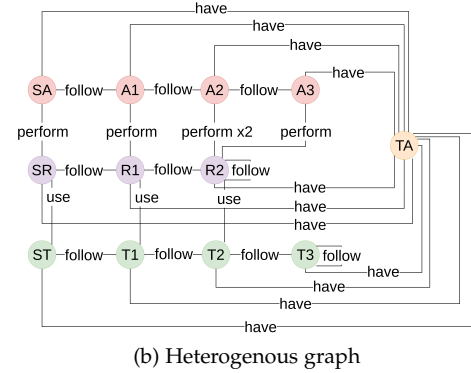 have
have
have
have
SA follow A1 follow A2 follow A3
perform perform perform x2 perform
TA
SR follow R1 follow R2 follow
have
use use use have
have
ST follow T1 follow T2 follow T3 follow
have
have
have
have
(b) Heterogenous graph